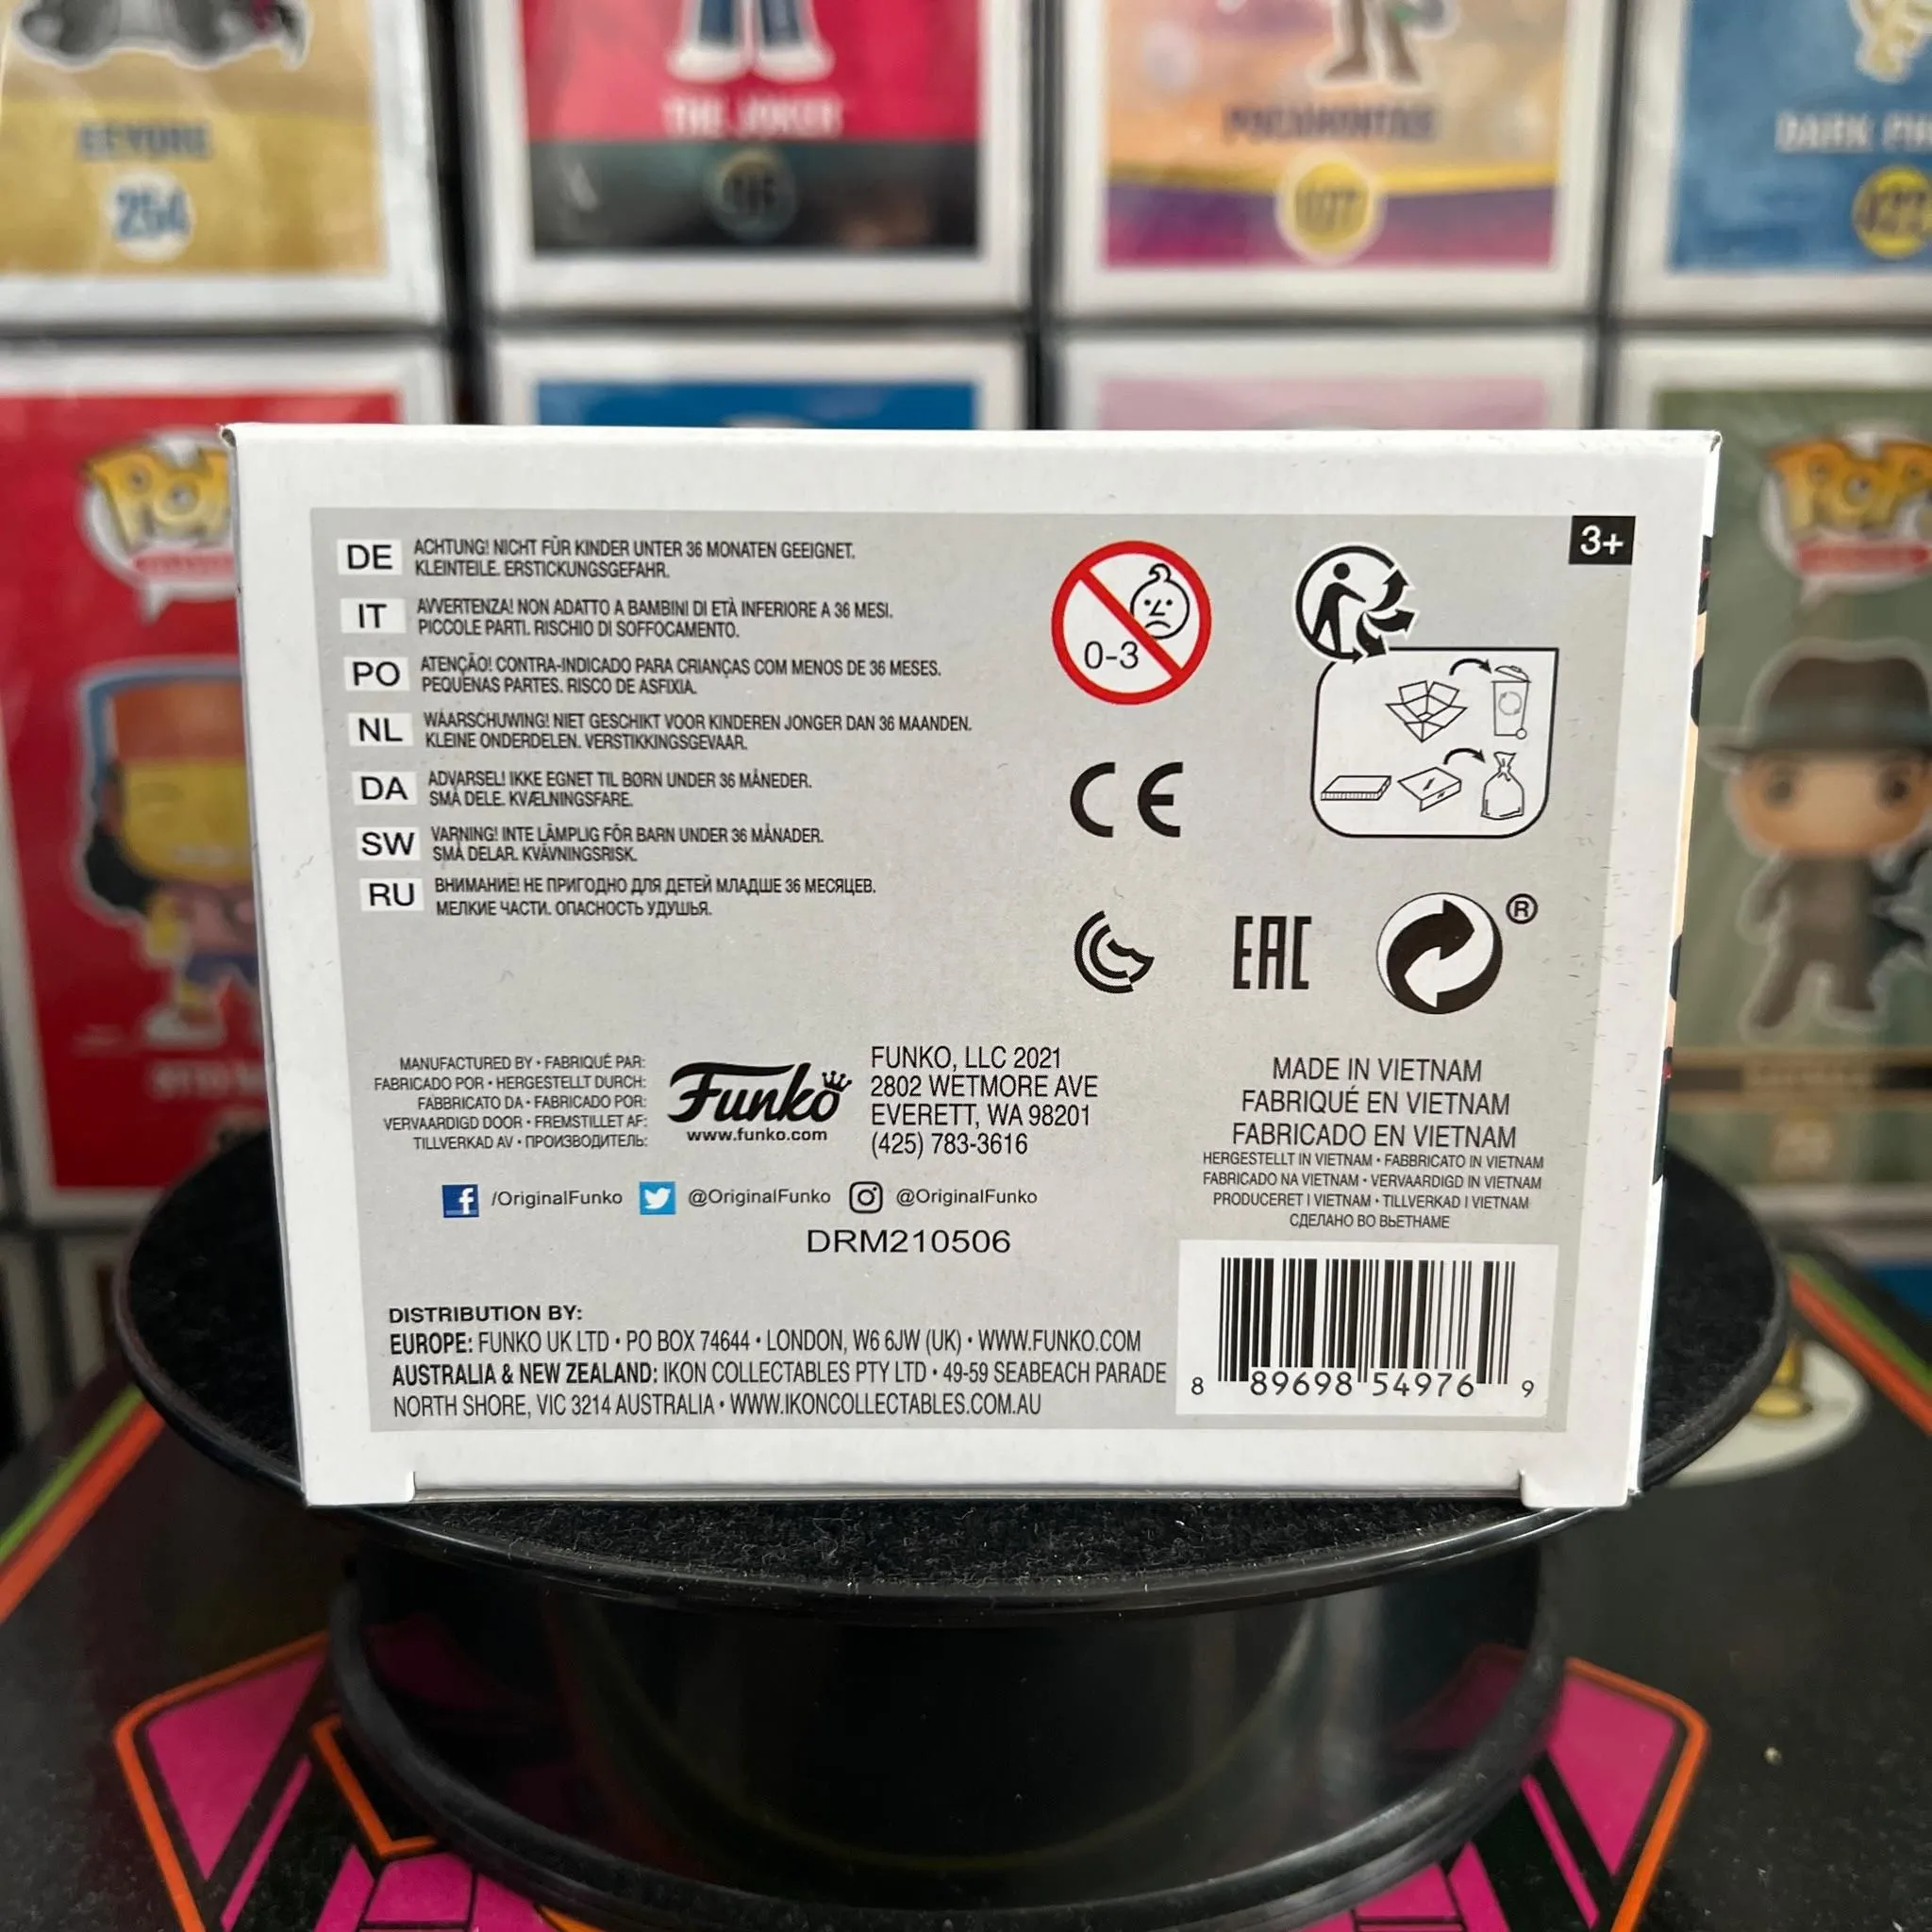 254
THE JOKER
POCAHONTAS
POP!
POP!
3+
DE
ACHTUNG! NICHT FÜR KINDER UNTER 36 MONATEN GEEIGNET.
KLEINTEILE. ERSTICKUNGSGEFAHR.
IT
AVVERTENZA! NON ADATTO A BAMBINI DI ETÀ INFERIORE A 36 MESI.
PICCOLE PARTI. RISCHIO DI SOFFOCAMENTO.
PO
ATENÇÃO! CONTRA-INDICADO PARA CRIANÇAS COM MENOS DE 36 MESES.
PEQUENAS PARTES. RISCO DE ASFIXIA.
NL
WAARSCHUWING! NIET GESCHIKT VOOR KINDEREN JONGER DAN 36 MAANDEN.
KLEINE ONDERDELEN. VERSTIKKINGSGEVAAR.
DA
ADVARSEL! IKKE EGNET TIL BØRN UNDER 36 MÅNEDER.
SMÅ DELE. KVÆLNINGSFARE.
SW
VARNING! INTE LÄMPLIG FÖR BARN UNDER 36 MÅNADER.
SMÅ DELAR. KVÄVNINGSRISK.
RU
ВНИМАНИЕ! НЕ ПРИГОДНО ДЛЯ ДЕТЕЙ МЛАДШЕ 36 МЕСЯЦЕВ.
МЕЛКИЕ ЧАСТИ. ОПАСНОСТЬ УДУШЬЯ.
0-3
CE
EAC
®
MANUFACTURED BY • FABRIQUÉ PAR:
FABRICADO POR • HERGESTELLT DURCH:
FABBRICATO DA • FABRICADO POR:
VERVAARDIGD DOOR • FREMSTILLET AF:
TILLVERKAD AV • ПРОИЗВОДИТЕЛЬ:
Funko
www.funko.com
FUNKO, LLC 2021
2802 WETMORE AVE
EVERETT, WA 98201
(425) 783-3616
/OriginalFunko @OriginalFunko @OriginalFunko
DRM210506
MADE IN VIETNAM
FABRIQUÉ EN VIETNAM
FABRICADO EN VIETNAM
HERGESTELLT IN VIETNAM • FABBRICATO IN VIETNAM
FABRICADO NA VIETNAM • VERVAARDIGD IN VIETNAM
PRODUCERET I VIETNAM • TILLVERKAD I VIETNAM
СДЕЛАНО ВО ВЬЕТНАМЕ
DISTRIBUTION BY:
EUROPE: FUNKO UK LTD • PO BOX 74644 • LONDON, W6 6JW (UK) • WWW.FUNKO.COM
AUSTRALIA & NEW ZEALAND: IKON COLLECTABLES PTY LTD • 49-59 SEABEACH PARADE
NORTH SHORE, VIC 3214 AUSTRALIA • WWW.IKONCOLLECTABLES.COM.AU
8 89698 54976 9